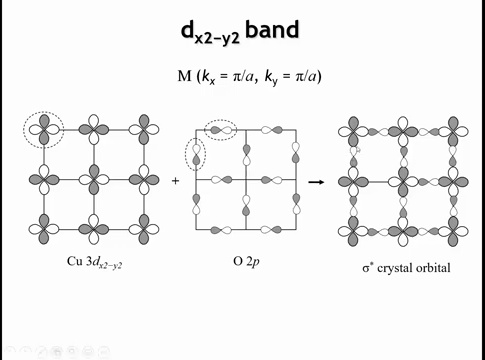 dx2−y2 band
M (kx = π/a, ky = π/a)
+
Cu 3dx2−y2
O 2p
σ* crystal orbital